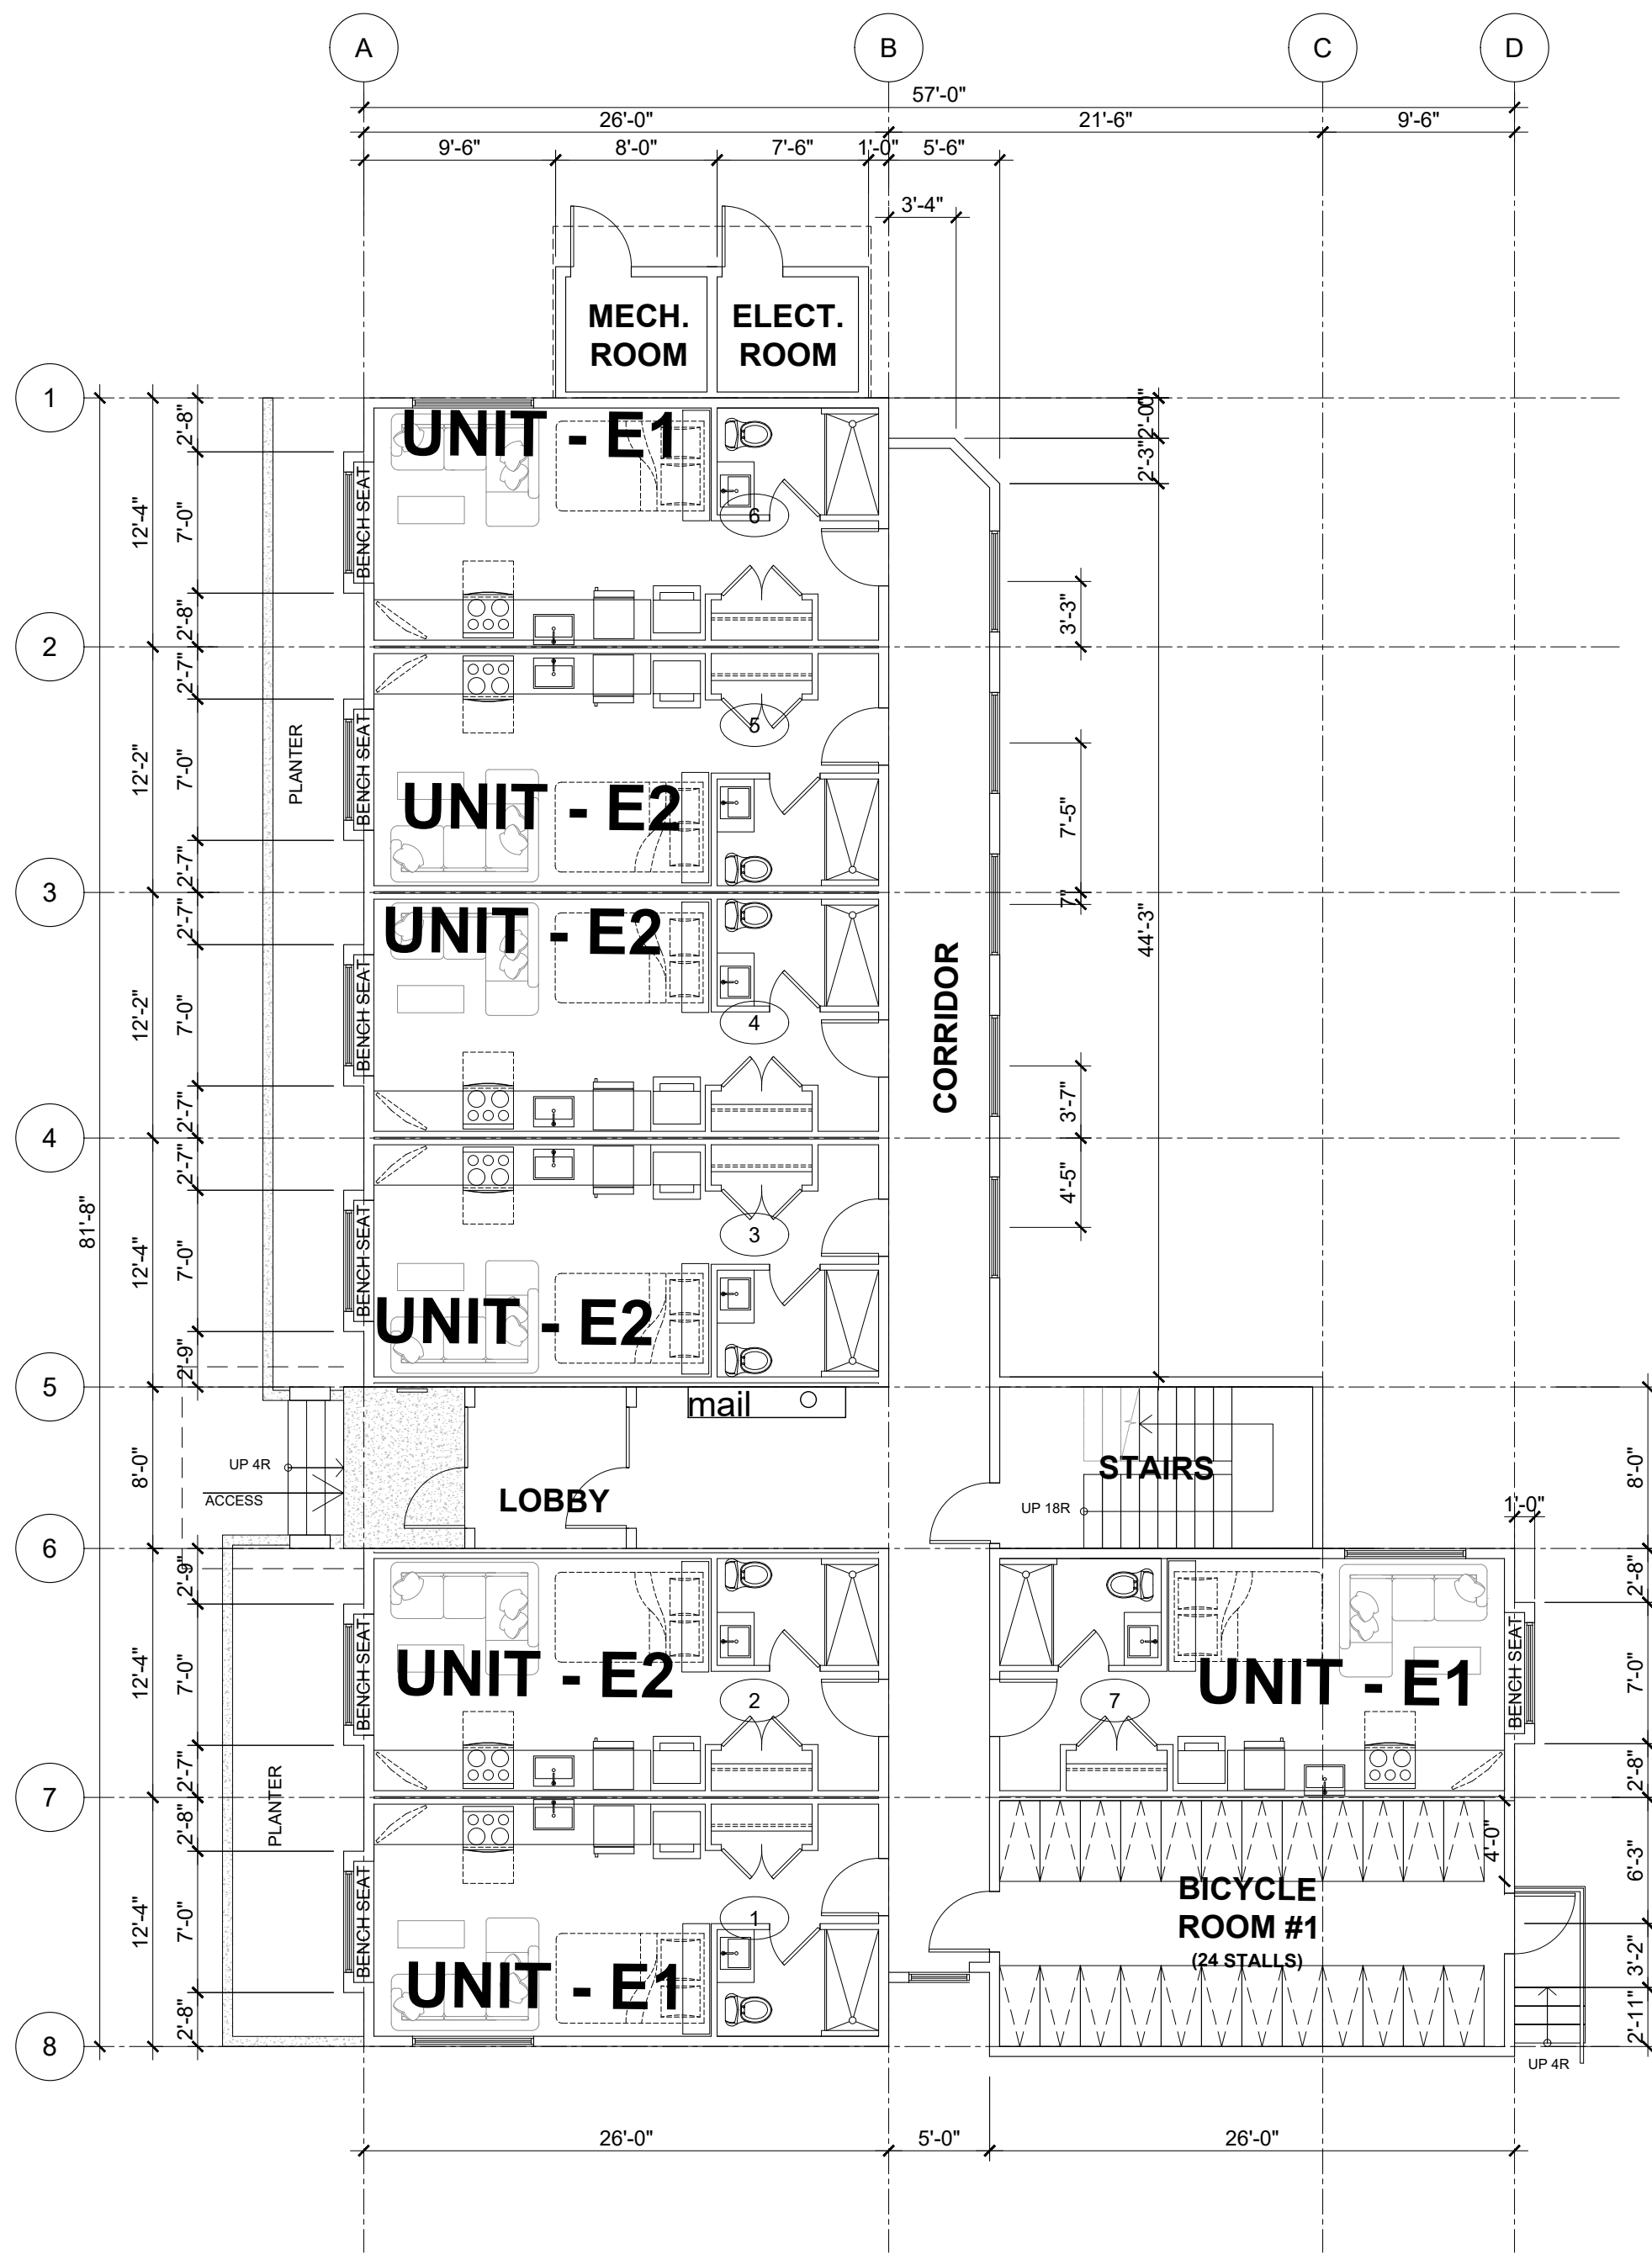 A
B
C
D
57'-0"
26'-0"
21'-6"
9'-6"
9'-6"
8'-0"
7'-6"
1'-0"
5'-6"
3'-4"
MECH.
ROOM
ELECT.
ROOM
1
2'-8"
UNIT - E1
2'-0"
2'-3"
12'-4"
7'-0"
BENCH SEAT
6
2'-8"
3'-3"
2
2'-7"
5
PLANTER
12'-2"
7'-0"
BENCH SEAT
UNIT - E2
7'-5"
2'-7"
3
7"
2'-7"
UNIT - E2
44'-3"
12'-2"
7'-0"
BENCH SEAT
4
CORRIDOR
2'-7"
3'-7"
4
2'-7"
4'-5"
81'-8"
12'-4"
7'-0"
BENCH SEAT
3
UNIT - E2
2'-9"
5
mail
8'-0"
UP 4R
ACCESS
LOBBY
STAIRS
UP 18R
8'-0"
1'-0"
6
2'-9"
2'-8"
12'-4"
7'-0"
BENCH SEAT
UNIT - E2
2
7
UNIT - E1
BENCH SEAT
7'-0"
2'-7"
2'-8"
7
PLANTER
2'-8"
4'-0"
6'-3"
12'-4"
7'-0"
BENCH SEAT
1
BICYCLE
ROOM #1
(24 STALLS)
3'-2"
UNIT - E1
2'-8"
2'-11"
8
UP 4R
26'-0"
5'-0"
26'-0"